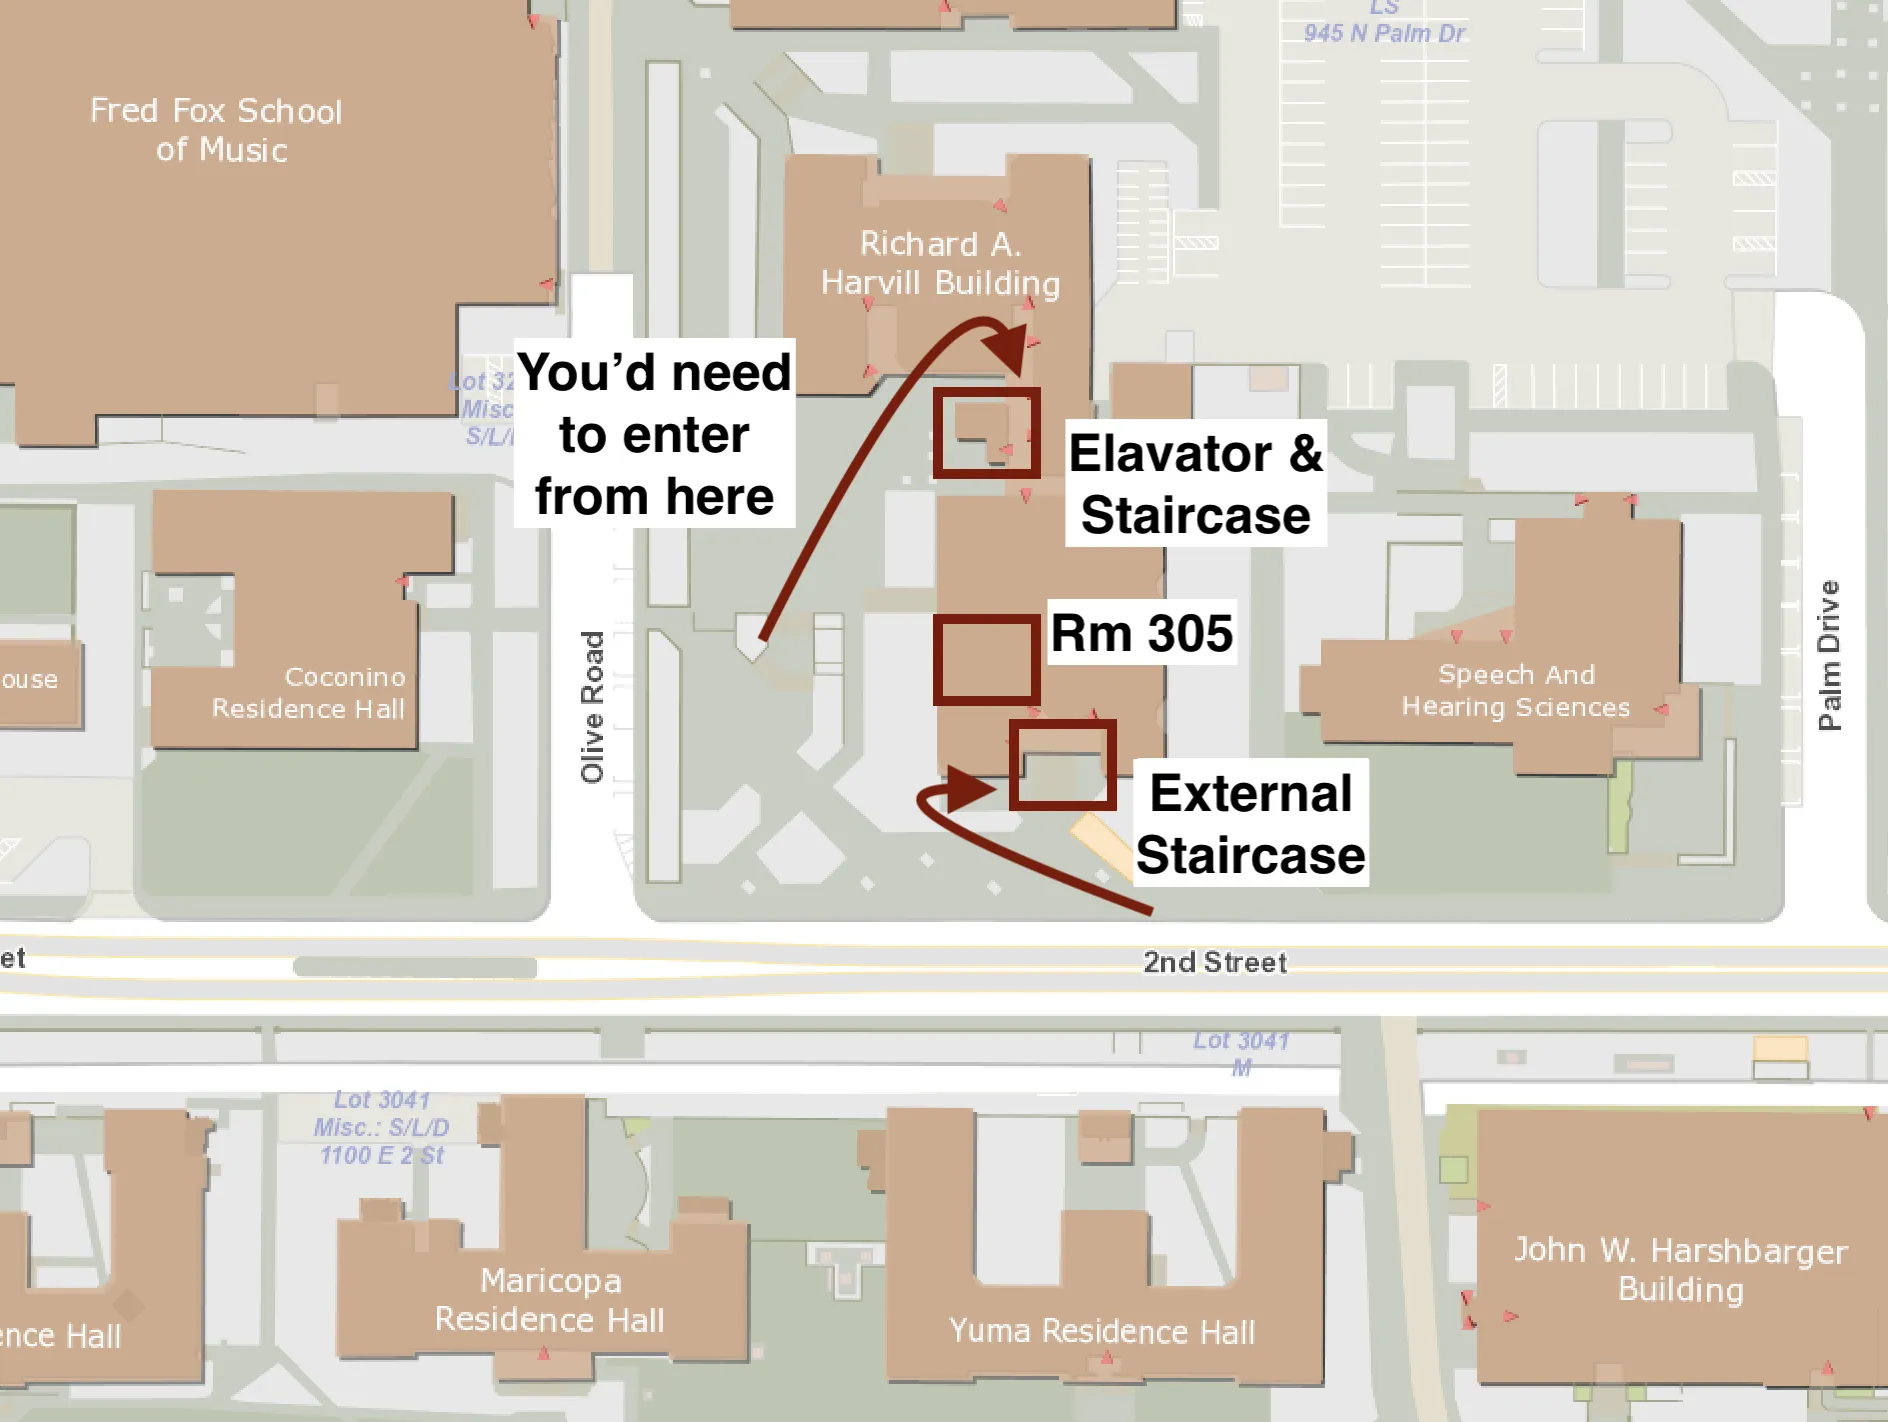 LS
945 N Palm Dr
Fred Fox School
of Music
Richard A.
Harvill Building
You'd need
to enter
from here
Lot 32
Misc
S/L/
Elavator &
Staircase
Rm 305
External
Staircase
Coconino
Residence Hall
ouse
Olive Road
Speech And
Hearing Sciences
Palm Drive
et
2nd Street
Lot 3041
M
Lot 3041
Misc.: S/L/D
1100 E 2 St
Maricopa
Residence Hall
Yuma Residence Hall
John W. Harshbarger
Building
ence Hall